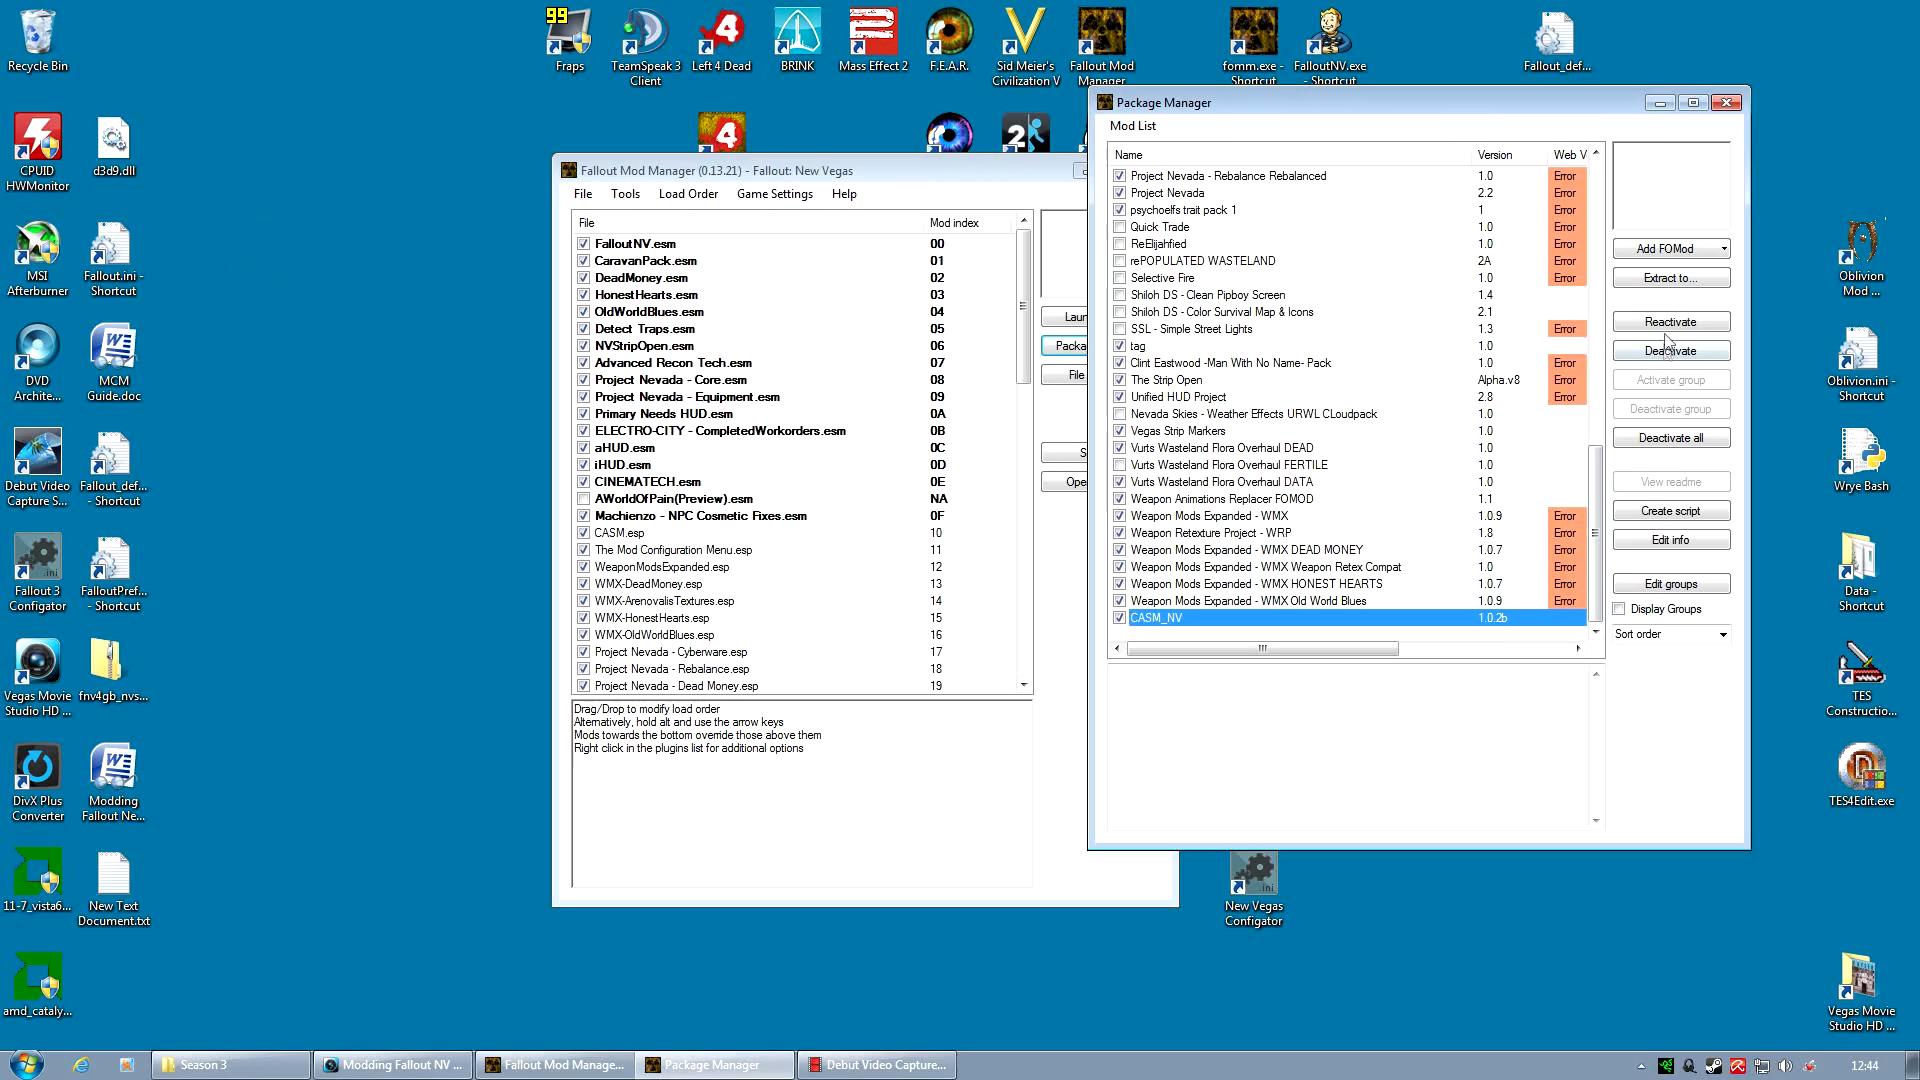 Recycle Bin
99
Fraps
TeamSpeak 3
Client
Left 4 Dead
BRINK
Mass Effect 2
F.E.A.R.
Sid Meier's
Civilization V
Fallout Mod
Manager
fomm.exe -
Shortcut
FalloutNV.exe
- Shortcut
Fallout_def...
CPUID
HWMonitor
d3d9.dll
MSI
Afterburner
Fallout.ini -
Shortcut
DVD
Archite...
MCM
Guide.doc
Debut Video
Capture S...
Fallout_def...
- Shortcut
Fallout 3
Configator
FalloutPref...
- Shortcut
Vegas Movie
Studio HD ...
fnv4gb_nvs...
DivX Plus
Converter
Modding
Fallout Ne...
11-7_vista6...
New Text
Document.txt
amd_cataly...
Fallout Mod Manager (0.13.21) - Fallout: New Vegas
File Tools Load Order Game Settings Help
File Mod index
FalloutNV.esm 00
CaravanPack.esm 01
DeadMoney.esm 02
HonestHearts.esm 03
OldWorldBlues.esm 04
Detect Traps.esm 05
NVStripOpen.esm 06
Advanced Recon Tech.esm 07
Project Nevada - Core.esm 08
Project Nevada - Equipment.esm 09
Primary Needs HUD.esm 0A
ELECTRO-CITY - CompletedWorkorders.esm 0B
aHUD.esm 0C
iHUD.esm 0D
CINEMATECH.esm 0E
AWorldOfPain(Preview).esm NA
Machienzo - NPC Cosmetic Fixes.esm 0F
CASM.esp 10
The Mod Configuration Menu.esp 11
WeaponModsExpanded.esp 12
WMX-DeadMoney.esp 13
WMX-ArenovalisTextures.esp 14
WMX-HonestHearts.esp 15
WMX-OldWorldBlues.esp 16
Project Nevada - Cyberware.esp 17
Project Nevada - Rebalance.esp 18
Project Nevada - Dead Money.esp 19
Laun
Packa
File
S
Ope
Drag/Drop to modify load order
Alternatively, hold alt and use the arrow keys
Mods towards the bottom override those above them
Right click in the plugins list for additional options
Package Manager
Mod List
Name Version Web V
Project Nevada - Rebalance Rebalanced 1.0 Error
Project Nevada 2.2 Error
psychoelfs trait pack 1 1 Error
Quick Trade 1.0 Error
ReElijahfied 1.0 Error
rePOPULATED WASTELAND 2A Error
Selective Fire 1.0 Error
Shiloh DS - Clean Pipboy Screen 1.4
Shiloh DS - Color Survival Map & Icons 2.1
SSL - Simple Street Lights 1.3 Error
tag 1.0
Clint Eastwood -Man With No Name- Pack 1.0 Error
The Strip Open Alpha.v8 Error
Unified HUD Project 2.8 Error
Nevada Skies - Weather Effects URWL CLoudpack 1.0
Vegas Strip Markers 1.0
Vurts Wasteland Flora Overhaul DEAD 1.0
Vurts Wasteland Flora Overhaul FERTILE 1.0
Vurts Wasteland Flora Overhaul DATA 1.0
Weapon Animations Replacer FOMOD 1.1
Weapon Mods Expanded - WMX 1.0.9 Error
Weapon Retexture Project - WRP 1.8 Error
Weapon Mods Expanded - WMX DEAD MONEY 1.0.7 Error
Weapon Mods Expanded - WMX Weapon Retex Compat 1.0 Error
Weapon Mods Expanded - WMX HONEST HEARTS 1.0.7 Error
Weapon Mods Expanded - WMX Old World Blues 1.0.9 Error
CASM_NV 1.0.2b
Add FOMod
Extract to...
Reactivate
Deactivate
Activate group
Deactivate group
Deactivate all
View readme
Create script
Edit info
Edit groups
Display Groups
Sort order
New Vegas
Configator
Oblivion
Mod ...
Oblivion.ini -
Shortcut
Wrye Bash
Data -
Shortcut
TES
Constructio...
TES4Edit.exe
Vegas Movie
Studio HD ...
Season 3
Modding Fallout NV ...
Fallout Mod Manage...
Package Manager
Debut Video Capture...
12:44